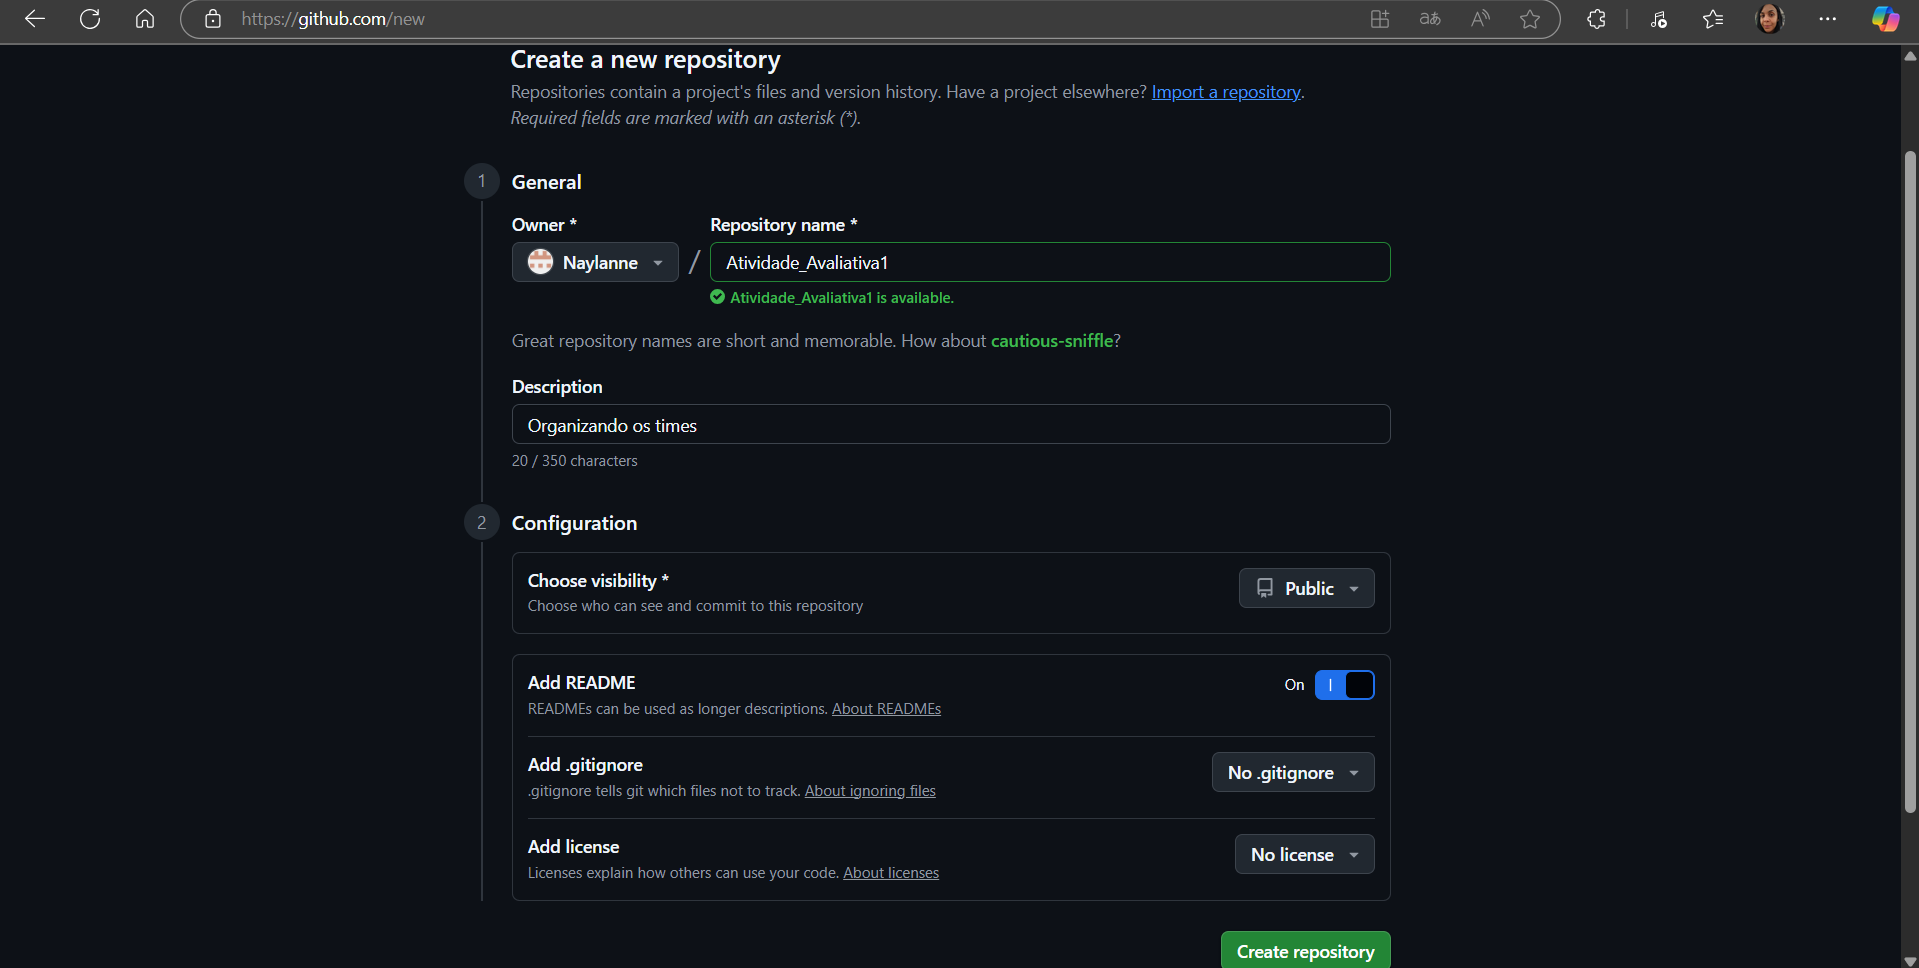 https://github.com/new
Create a new repository
Repositories contain a project's files and version history. Have a project elsewhere? Import a repository.
Required fields are marked with an asterisk (*).
1 General
Owner * Repository name *
Naylanne / Atividade_Avaliativa1
Atividade_Avaliativa1 is available.
Great repository names are short and memorable. How about cautious-sniffle?
Description
Organizando os times
20 / 350 characters
2 Configuration
Choose visibility *
Public
Choose who can see and commit to this repository
Add README
On
READMEs can be used as longer descriptions. About READMEs
Add .gitignore
No .gitignore
.gitignore tells git which files not to track. About ignoring files
Add license
No license
Licenses explain how others can use your code. About licenses
Create repository